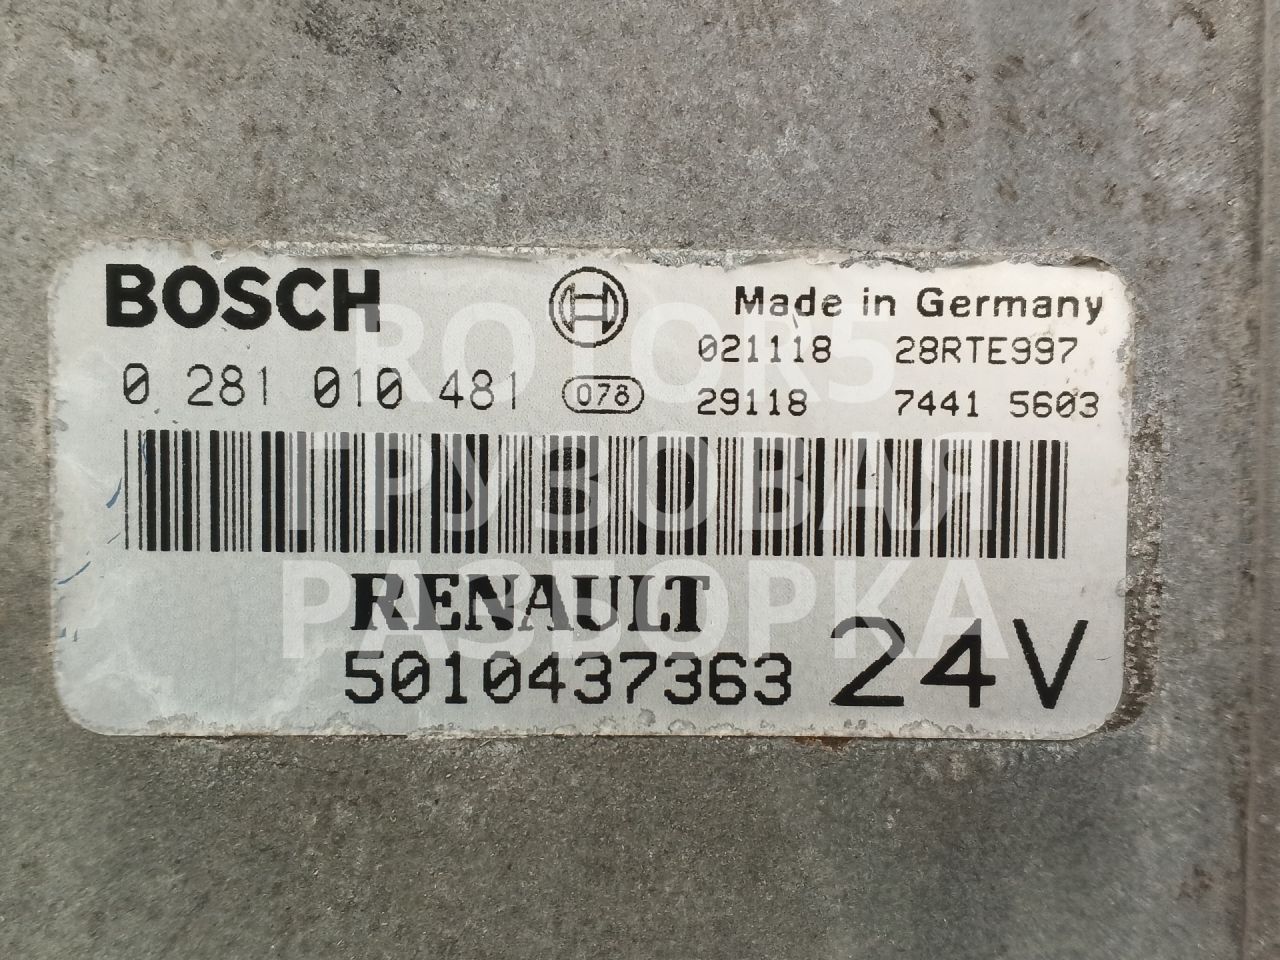 BOSCH
Made in Germany
021118 28RTE997
0 281 010 481 078 29118 7441 5603
RENAULT
5010437363 24V
ROTOR5
ГРУЗОВАЯ
РАЗБОРКА